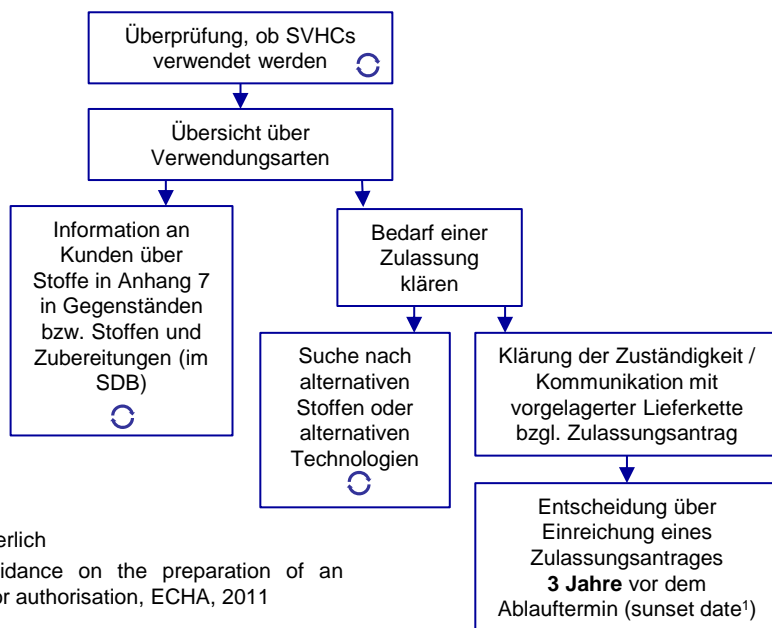 Überprüfung, ob SVHCs
verwendet werden
Übersicht über
Verwendungsarten
Information an
Kunden über
Stoffe in Anhang 7
in Gegenständen
bzw. Stoffen und
Zubereitungen (im
SDB)
Bedarf einer
Zulassung
klären
Suche nach
alternativen
Stoffen oder
alternativen
Technologien
Klärung der Zuständigkeit /
Kommunikation mit
vorgelagerter Lieferkette
bzgl. Zulassungsantrag
Entscheidung über
Einreichung eines
Zulassungsantrages
3 Jahre vor dem
Ablauftermin (sunset date¹)
erlich
idance on the preparation of an
or authorisation, ECHA, 2011